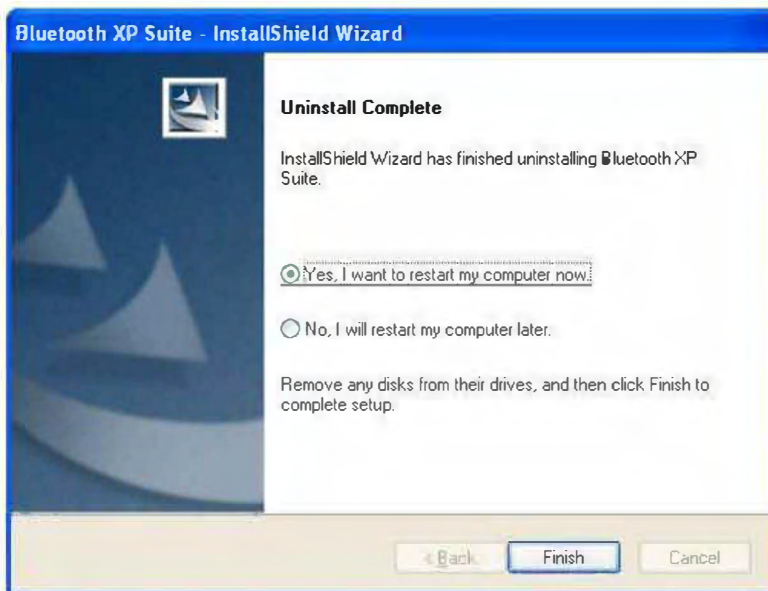 Bluetooth XP Suite - InstallShield Wizard
Uninstall Complete
InstallShield Wizard has finished uninstalling Bluetooth XP
Suite.
Yes, I want to restart my computer now.
No, I will restart my computer later.
Remove any disks from their drives, and then click Finish to
complete setup.
< Back
Finish
Cancel